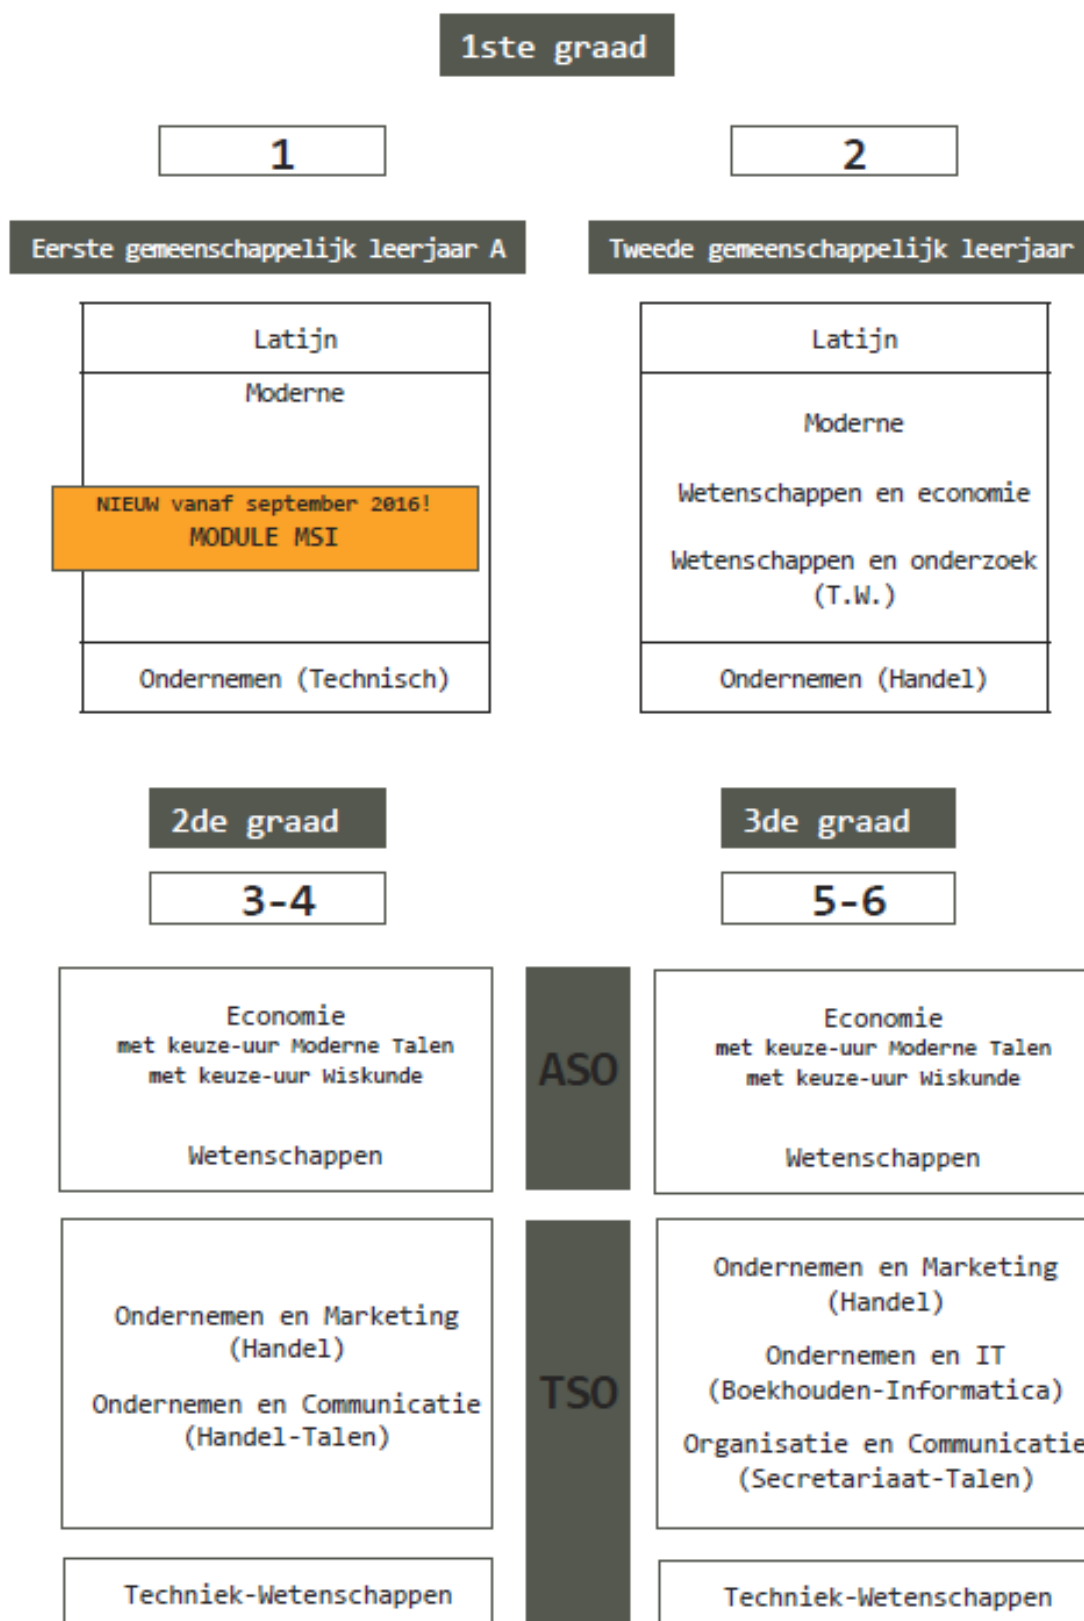 1ste graad
1
2
Eerste gemeenschappelijk leerjaar A
Tweede gemeenschappelijk leerjaar
Latijn
Moderne
NIEUW vanaf september 2016!
MODULE MSI
Ondernemen (Technisch)
Latijn
Moderne
Wetenschappen en economie
Wetenschappen en onderzoek
(T.W.)
Ondernemen (Handel)
2de graad
3-4
3de graad
5-6
Economie
met keuze-uur Moderne Talen
met keuze-uur Wiskunde
Wetenschappen
ASO
Economie
met keuze-uur Moderne Talen
met keuze-uur Wiskunde
Wetenschappen
Ondernemen en Marketing
(Handel)
Ondernemen en Communicatie
(Handel-Talen)
TSO
Ondernemen en Marketing
(Handel)
Ondernemen en IT
(Boekhouden-Informatica)
Organisatie en Communicatie
(Secretariaat-Talen)
Techniek-Wetenschappen
Techniek-Wetenschappen